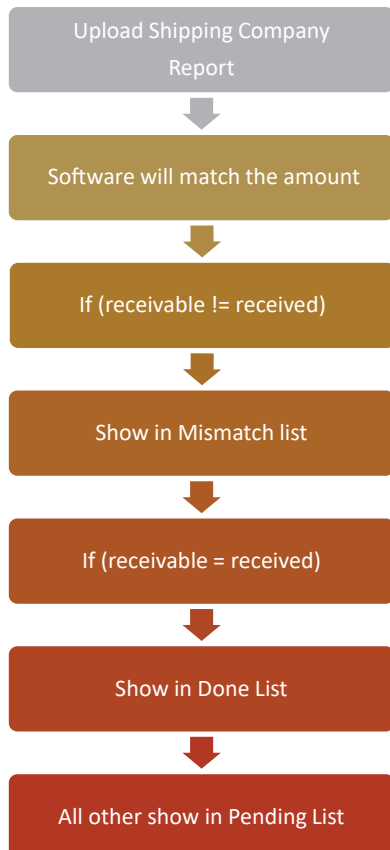 Upload Shipping Company
Report
Software will match the amount
If (receivable != received)
Show in Mismatch list
If (receivable = received)
Show in Done List
All other show in Pending List